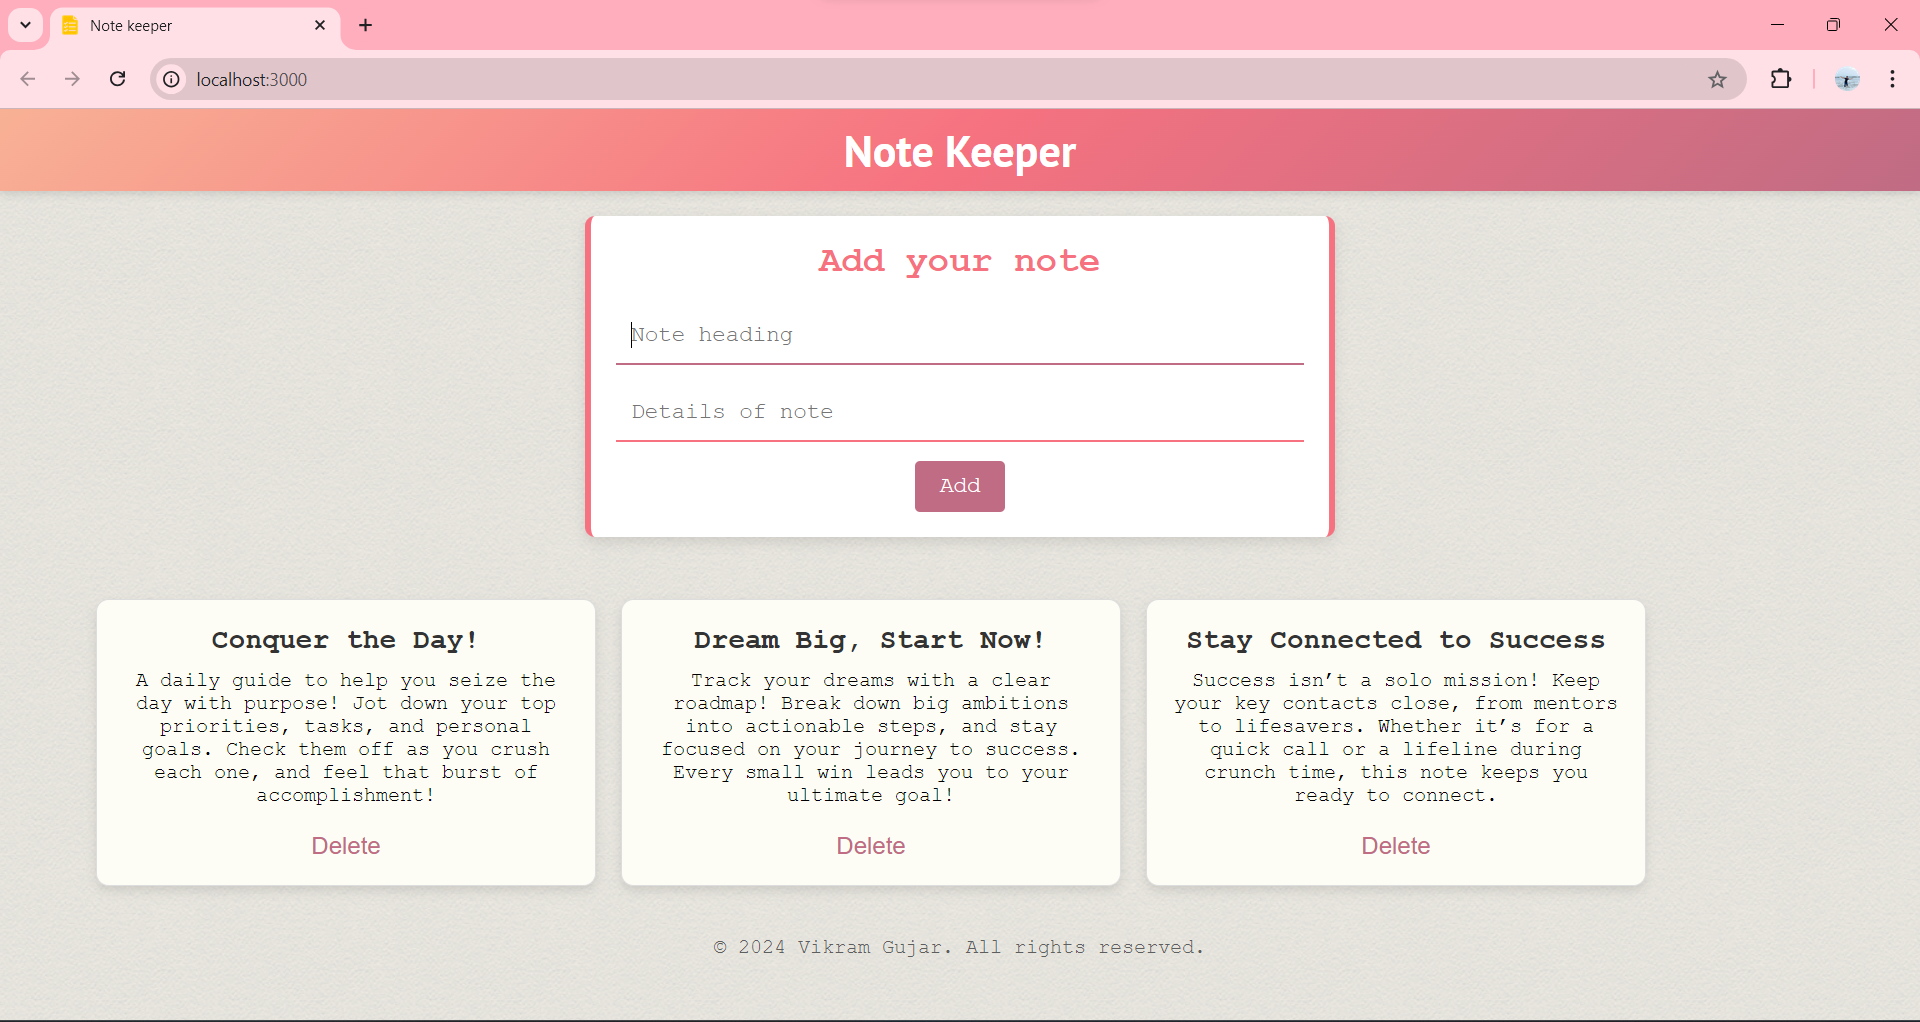 Note keeper
localhost:3000
Note Keeper
Add your note
Note heading
Details of note
Add
Conquer the Day!
A daily guide to help you seize the
day with purpose! Jot down your top
priorities, tasks, and personal
goals. Check them off as you crush
each one, and feel that burst of
accomplishment!
Delete
Dream Big, Start Now!
Track your dreams with a clear
roadmap! Break down big ambitions
into actionable steps, and stay
focused on your journey to success.
Every small win leads you to your
ultimate goal!
Delete
Stay Connected to Success
Success isn’t a solo mission! Keep
your key contacts close, from mentors
to lifesavers. Whether it’s for a
quick call or a lifeline during
crunch time, this note keeps you
ready to connect.
Delete
© 2024 Vikram Gujar. All rights reserved.